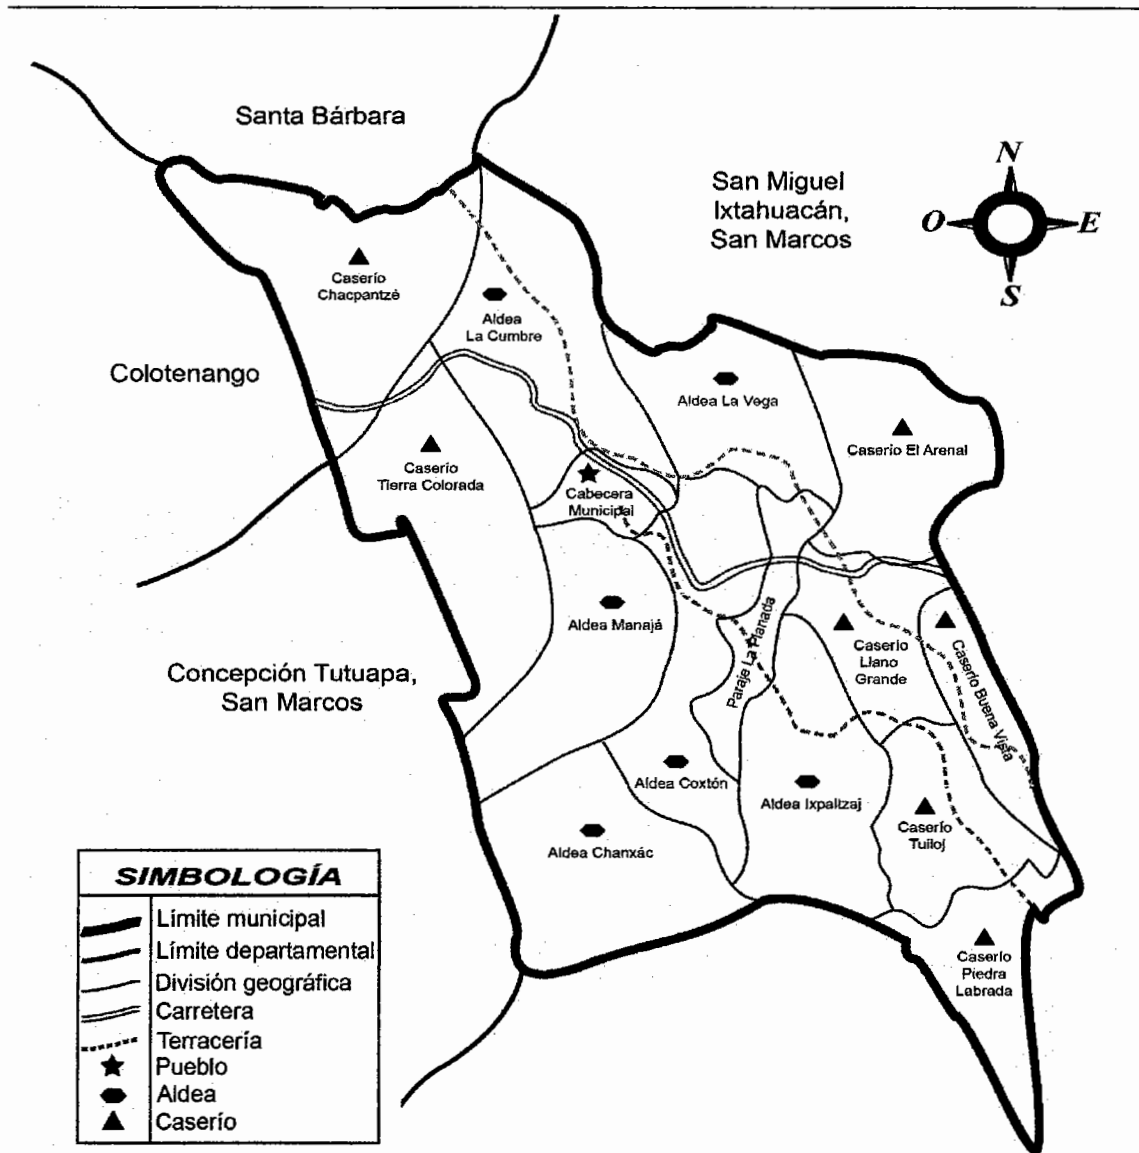 Santa Bárbara
San Miguel
Ixtahuacán,
San Marcos
N
O
E
S
Caserío
Chacpantzé
Aldea
La Cumbre
Colotenango
Aldea La Vega
Caserío El Arenal
Caserío
Tierra Colorada
Cabecera
Municipal
Aldea Manajá
Paraje La Planada
Caserío
Llano
Grande
Caserío Buena Vista
Concepción Tutuapa,
San Marcos
Aldea Coxtón
Aldea Ixpaltzaj
Caserío
Tuiloj
Aldea Chanxác
Caserío
Piedra
Labrada
SIMBOLOGÍA
Límite municipal
Límite departamental
División geográfica
Carretera
Terracería
Pueblo
Aldea
Caserío